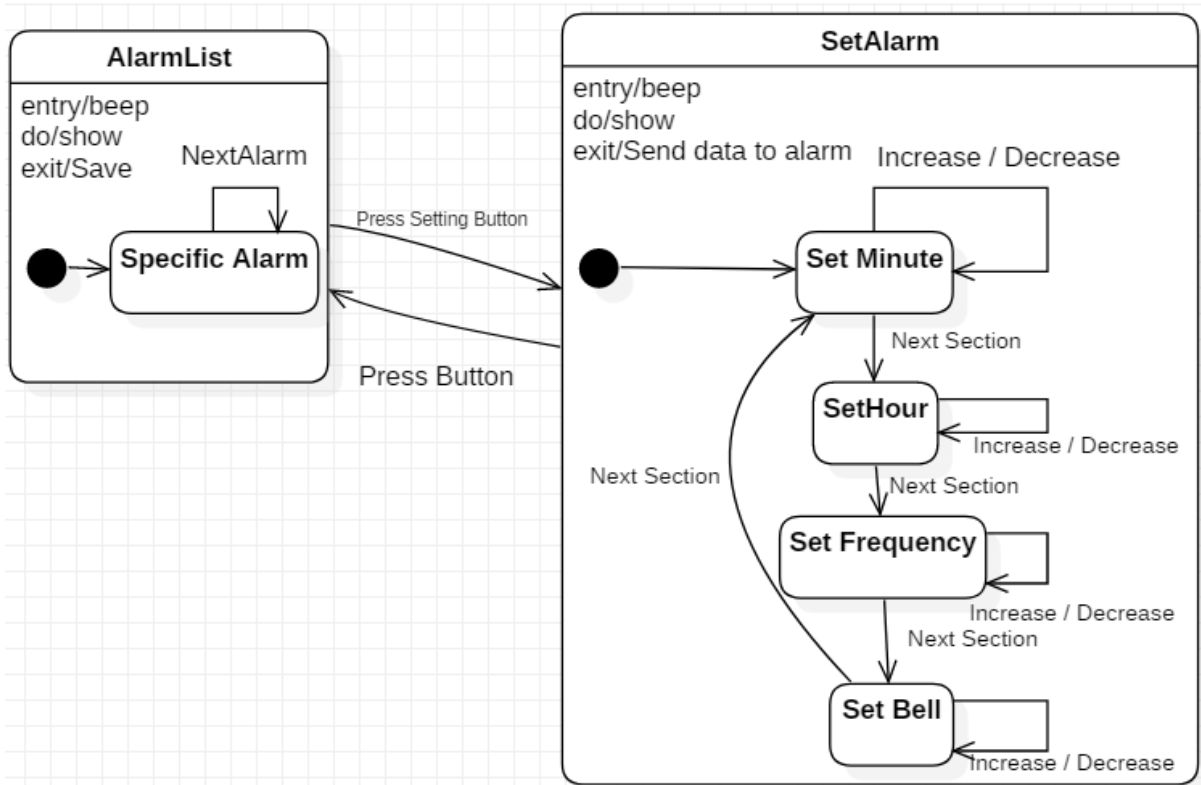 AlarmList
entry/beep
do/show
exit/Save
NextAlarm
Specific Alarm
Press Setting Button
Press Button
SetAlarm
entry/beep
do/show
exit/Send data to alarm
Increase / Decrease
Set Minute
Next Section
SetHour
Increase / Decrease
Next Section
Next Section
Set Frequency
Increase / Decrease
Next Section
Set Bell
Increase / Decrease